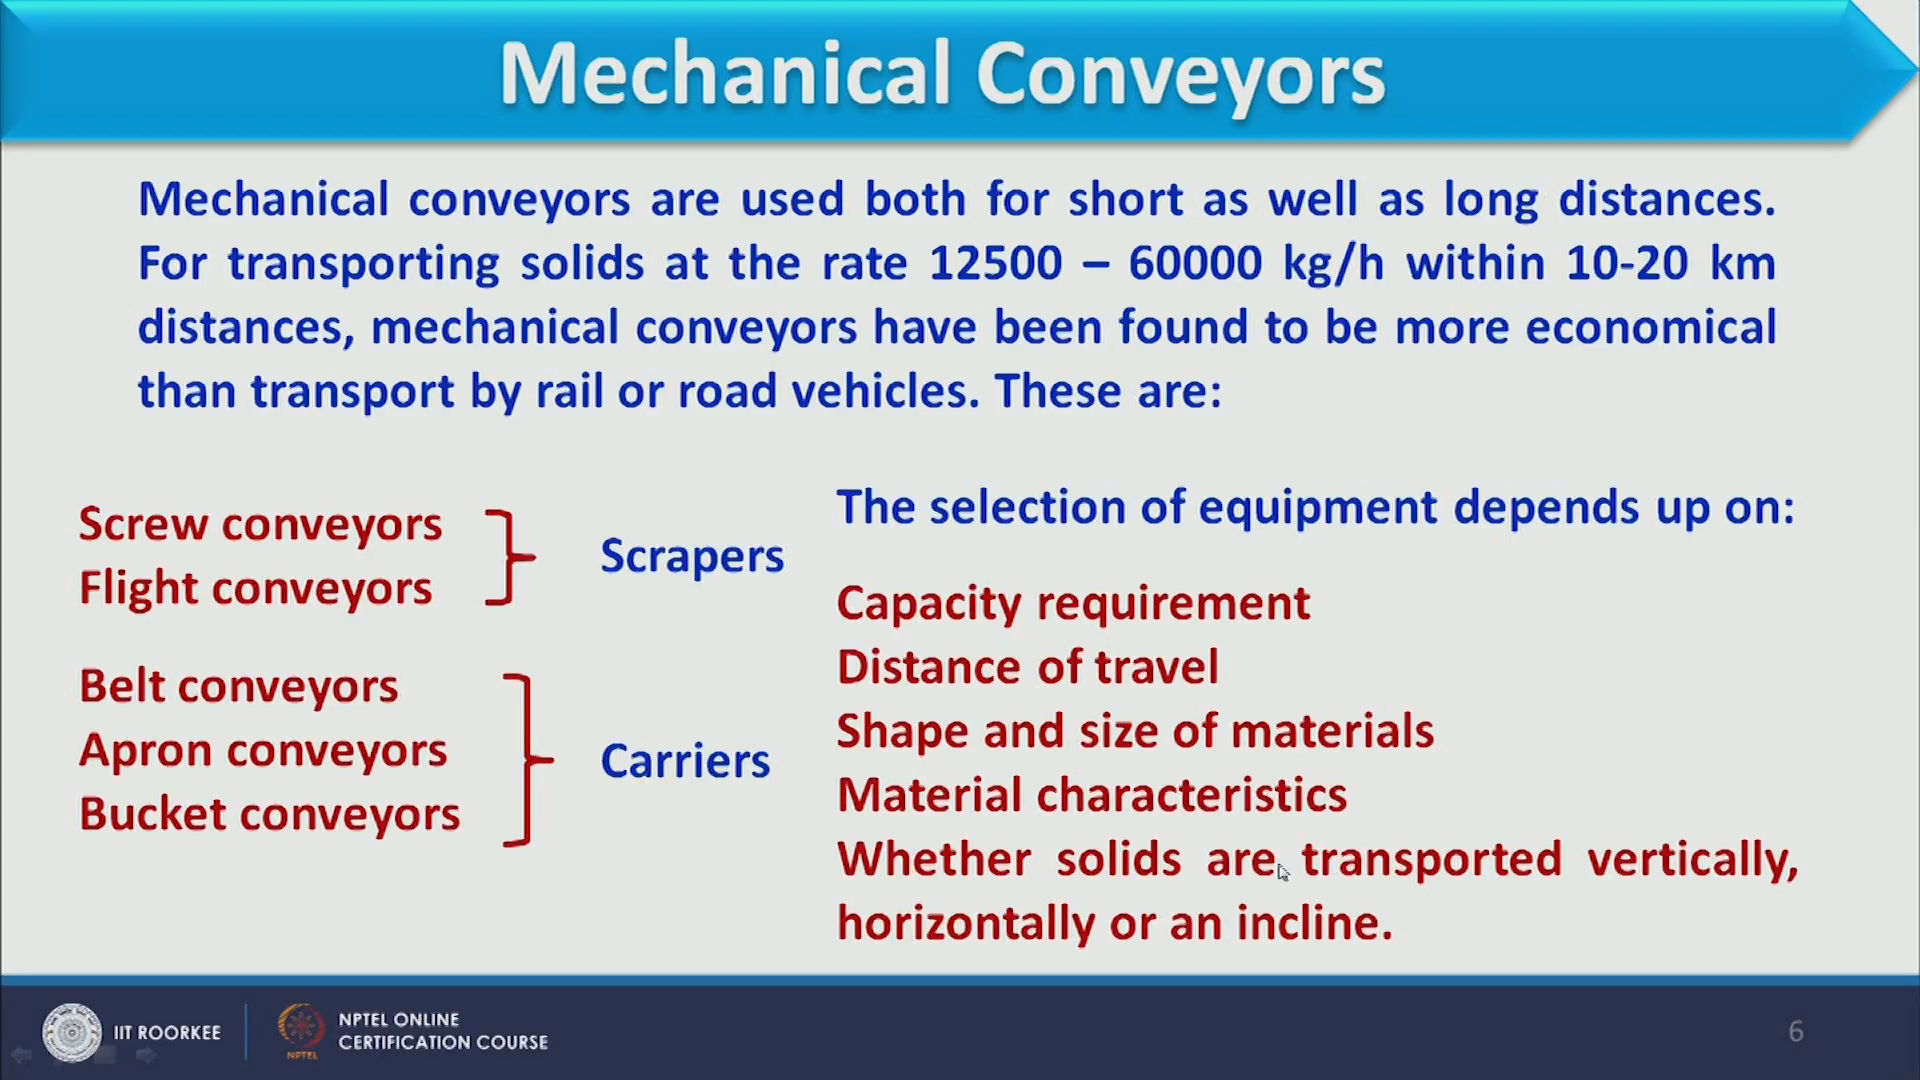 Mechanical Conveyors
Mechanical conveyors are used both for short as well as long distances.
For transporting solids at the rate 12500 – 60000 kg/h within 10-20 km
distances, mechanical conveyors have been found to be more economical
than transport by rail or road vehicles. These are:
Screw conveyors
Flight conveyors
Scrapers
Belt conveyors
Apron conveyors
Bucket conveyors
Carriers
The selection of equipment depends up on:
Capacity requirement
Distance of travel
Shape and size of materials
Material characteristics
Whether solids are transported vertically,
horizontally or an incline.
IIT ROORKEE
NPTEL
NPTEL ONLINE
CERTIFICATION COURSE
6